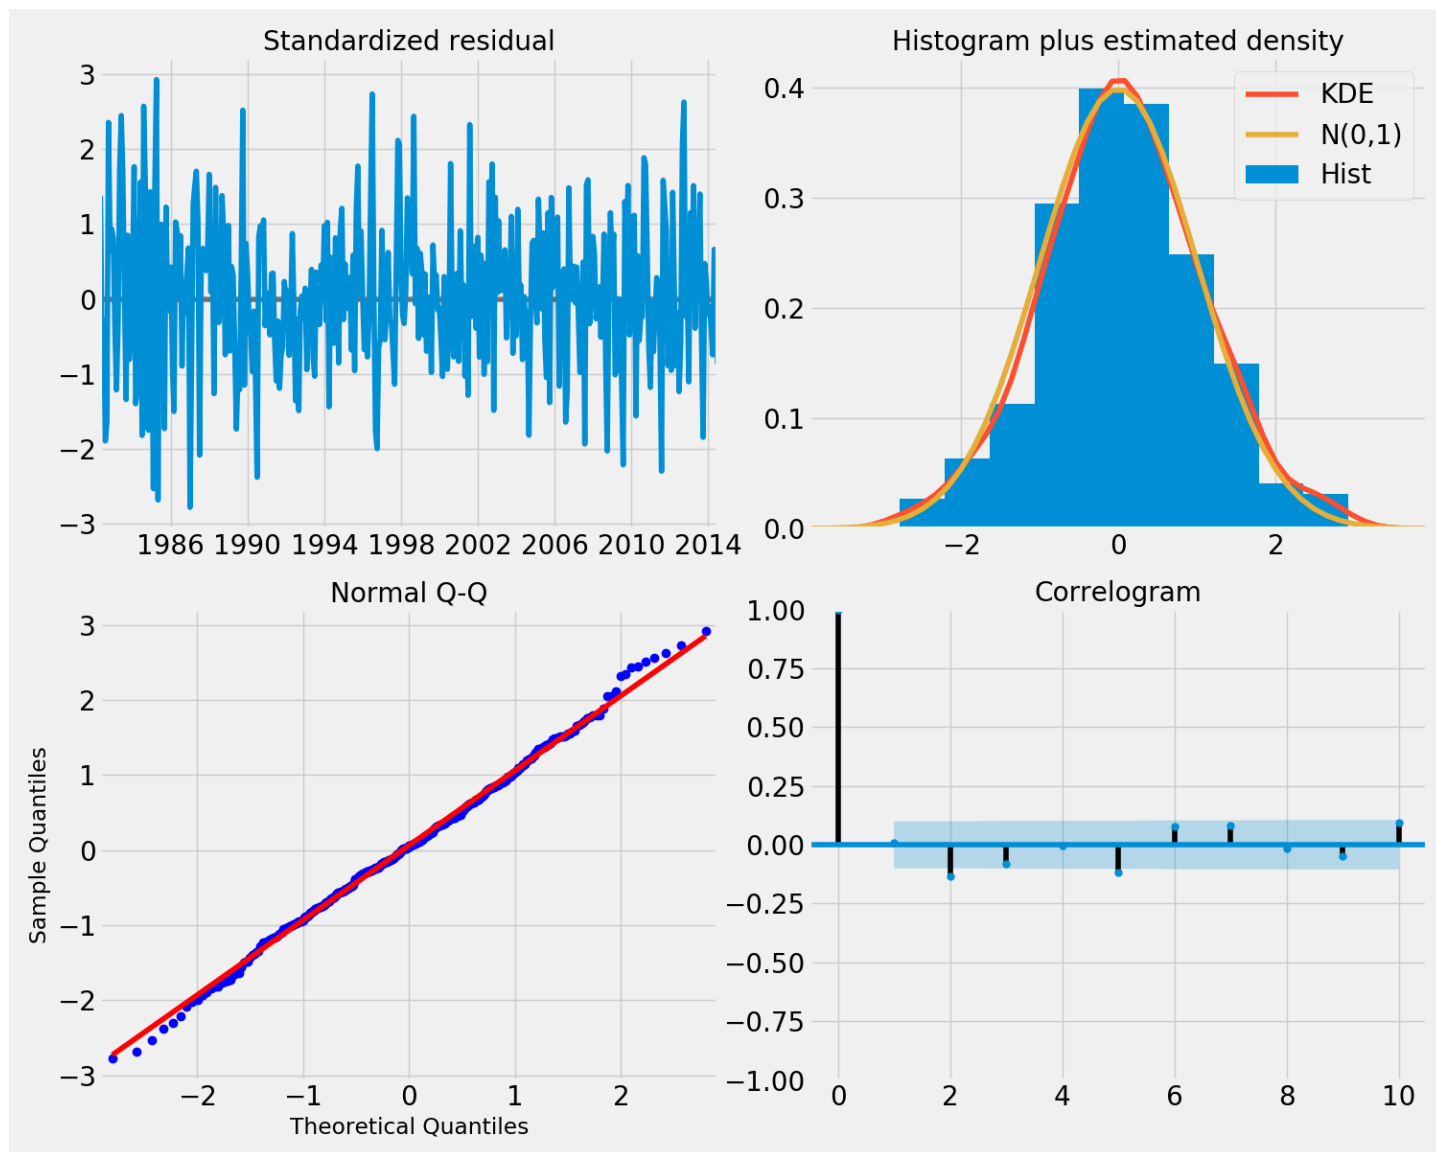 Standardized residual
3
2
1
0
−1
−2
−3
1986 1990 1994 1998 2002 2006 2010 2014
Histogram plus estimated density
0.4
0.3
0.2
0.1
0.0
−2 0 2
KDE
N(0,1)
Hist
Normal Q-Q
Sample Quantiles
3
2
1
0
−1
−2
−3
−2 −1 0 1 2
Theoretical Quantiles
Correlogram
1.00
0.75
0.50
0.25
0.00
−0.25
−0.50
−0.75
−1.00
0 2 4 6 8 10